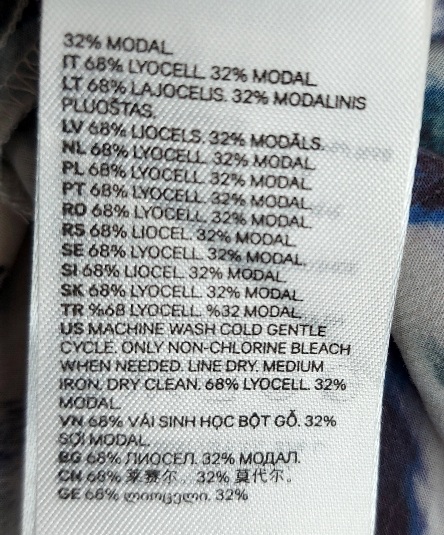 32% MODAL.
IT 68% LYOCELL. 32% MODAL.
LT 68% LAJOCELIS. 32% MODALINIS
PLUOŠTAS.
LV 68% LIOCELS. 32% MODĀLS.
NL 68% LYOCELL. 32% MODAL.
PL 68% LYOCELL. 32% MODAL.
PT 68% LYOCELL. 32% MODAL.
RO 68% LYOCELL. 32% MODAL.
RS 68% LIOCEL. 32% MODAL.
SE 68% LYOCELL. 32% MODAL.
SI 68% LIOCEL. 32% MODAL.
SK 68% LYOCELL. 32% MODAL.
TR %68 LYOCELL. %32 MODAL.
US MACHINE WASH COLD GENTLE
CYCLE. ONLY NON-CHLORINE BLEACH
WHEN NEEDED. LINE DRY. MEDIUM
IRON. DRY CLEAN. 68% LYOCELL. 32%
MODAL.
VN 68% VẢI SINH HỌC BỘT GỖ. 32%
SỢI MODAL.
BG 68% ЛИОСЕЛ. 32% МОДАЛ.
CN 68% 莱赛尔。 32% 莫代尔。
GE 68% ლიოცელი. 32%